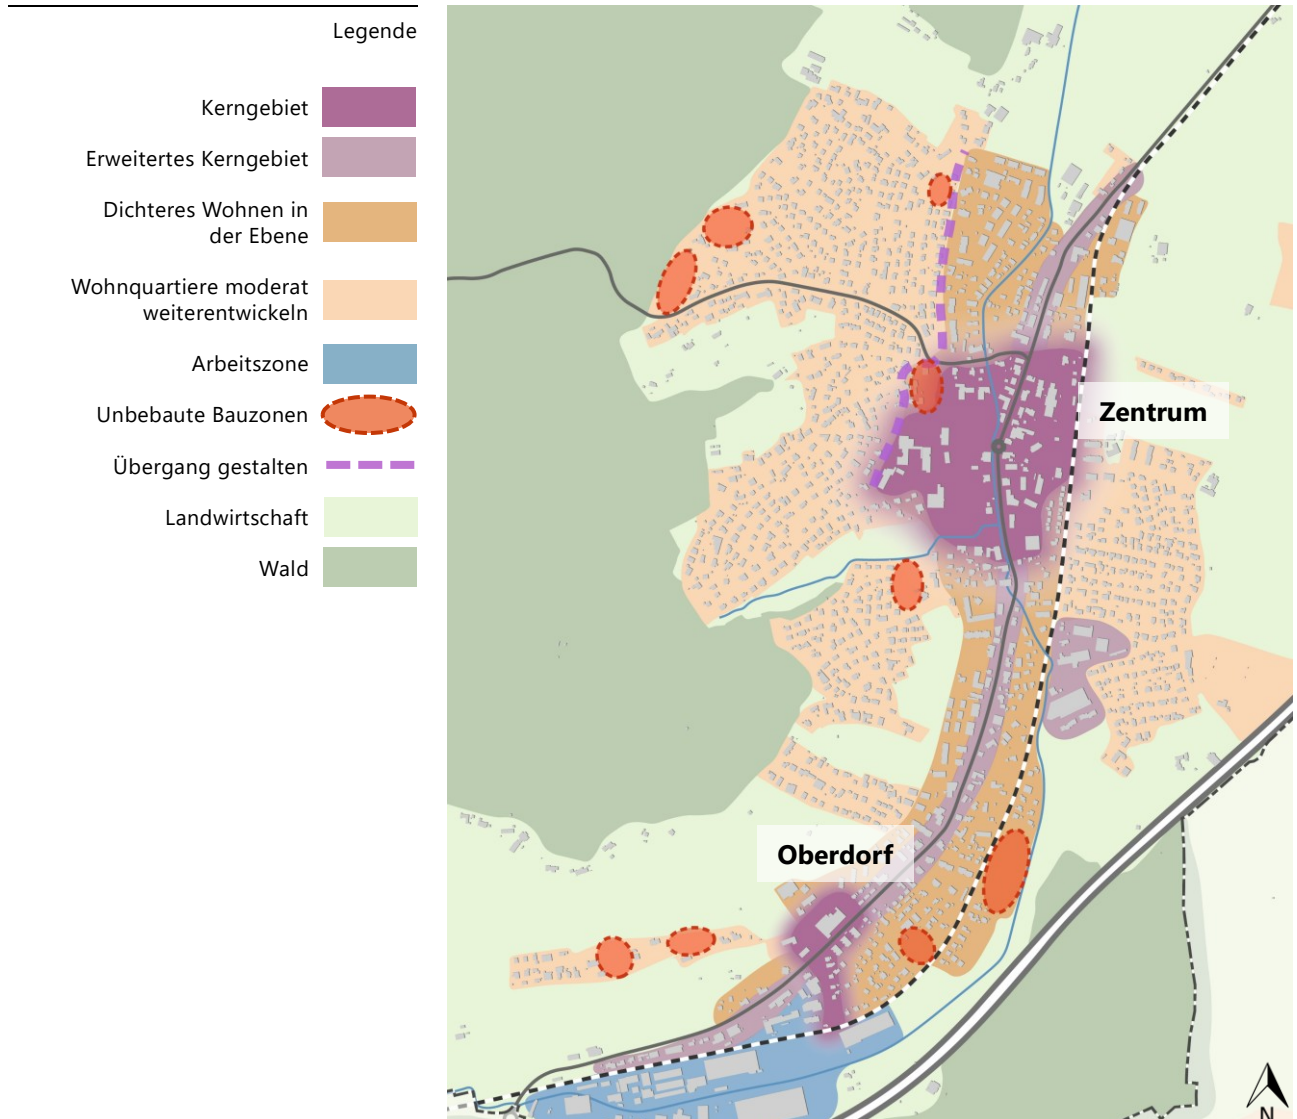 Legende
Kerngebiet
Erweitertes Kerngebiet
Dichteres Wohnen in
der Ebene
Wohnquartiere moderat
weiterentwickeln
Arbeitszone
Unbebaute Bauzonen
Übergang gestalten
Landwirtschaft
Wald
Zentrum
Oberdorf
N